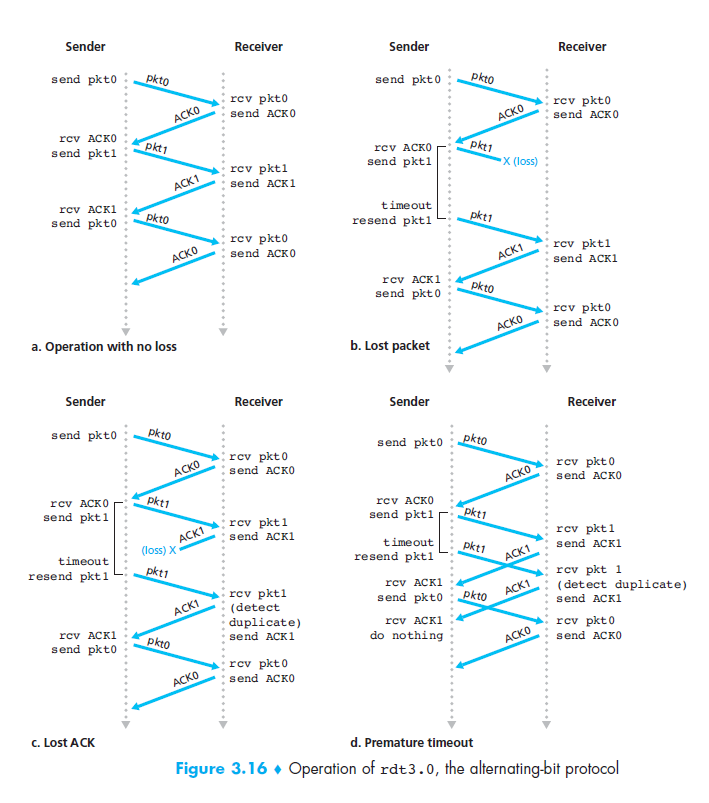 Sender
Receiver
send pkt0
pkt0
rcv pkt0
send ACK0
ACK0
rcv ACK0
send pkt1
pkt1
rcv pkt1
send ACK1
ACK1
rcv ACK1
send pkt0
pkt0
rcv pkt0
send ACK0
ACK0
a. Operation with no loss
Sender
Receiver
send pkt0
pkt0
rcv pkt0
send ACK0
ACK0
rcv ACK0
send pkt1
pkt1
X (loss)
timeout
resend pkt1
pkt1
rcv pkt1
send ACK1
ACK1
rcv ACK1
send pkt0
pkt0
rcv pkt0
send ACK0
ACK0
b. Lost packet
Sender
Receiver
send pkt0
pkt0
rcv pkt0
send ACK0
ACK0
rcv ACK0
send pkt1
pkt1
rcv pkt1
send ACK1
ACK1
(loss) X
timeout
resend pkt1
pkt1
rcv pkt1
(detect
duplicate)
send ACK1
ACK1
rcv ACK1
send pkt0
pkt0
rcv pkt0
send ACK0
ACK0
c. Lost ACK
Sender
Receiver
send pkt0
pkt0
rcv pkt0
send ACK0
ACK0
rcv ACK0
send pkt1
pkt1
rcv pkt1
send ACK1
timeout
resend pkt1
pkt1
ACK1
rcv pkt 1
(detect duplicate)
send ACK1
rcv ACK1
send pkt0
pkt0
ACK1
rcv pkt0
send ACK0
rcv ACK1
do nothing
ACK0
d. Premature timeout
Figure 3.16 ♦ Operation of rdt3.0, the alternating-bit protocol